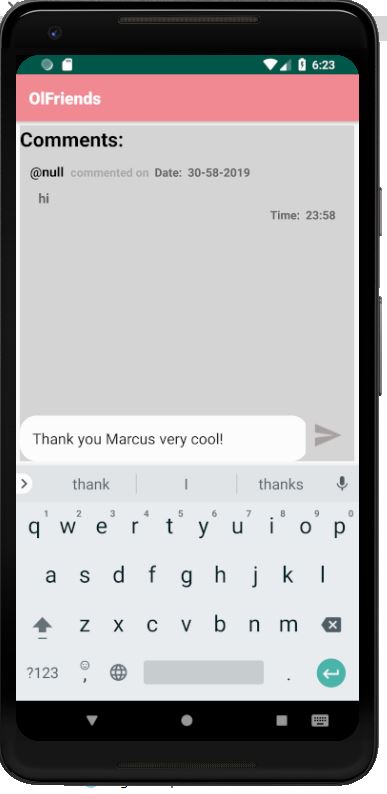 6:23
OlFriends
Comments:
@null commented on Date: 30-58-2019
hi
Time: 23:58
Thank you Marcus very cool!
thank I thanks
1 2 3 4 5 6 7 8 9 0
q w e r t y u i o p
a s d f g h j k l
z x c v b n m
?123 , .